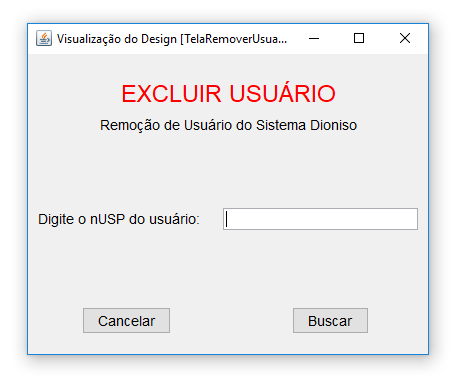 Visualização do Design [TelaRemoverUsua...
EXCLUIR USUÁRIO
Remoção de Usuário do Sistema Dioniso
Digite o nUSP do usuário:
Cancelar
Buscar